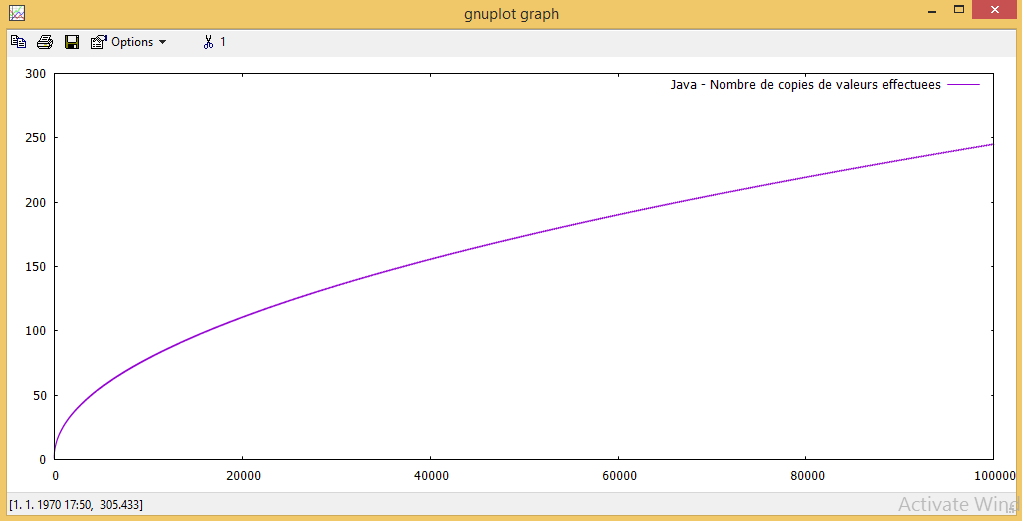 gnuplot graph
Options 1
Java - Nombre de copies de valeurs effectuees
300
250
200
150
100
50
0
0 20000 40000 60000 80000 100000
[1. 1. 1970 17:50, 305.433]
Activate Wind